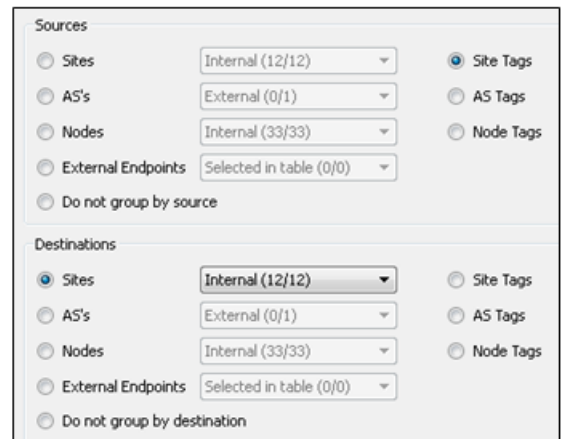 Sources
Sites Internal (12/12) Site Tags
AS's External (0/1) AS Tags
Nodes Internal (33/33) Node Tags
External Endpoints Selected in table (0/0)
Do not group by source
Destinations
Sites Internal (12/12) Site Tags
AS's External (0/1) AS Tags
Nodes Internal (33/33) Node Tags
External Endpoints Selected in table (0/0)
Do not group by destination